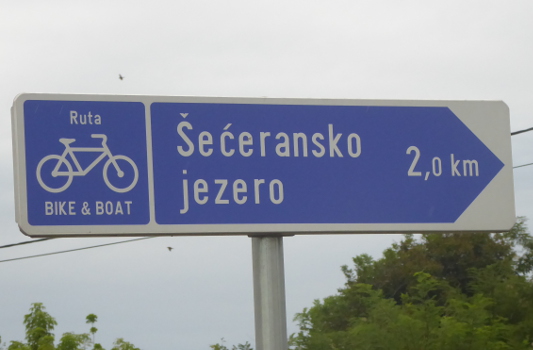 Ruta
BIKE & BOAT
Šećeransko
jezero
2,0 km